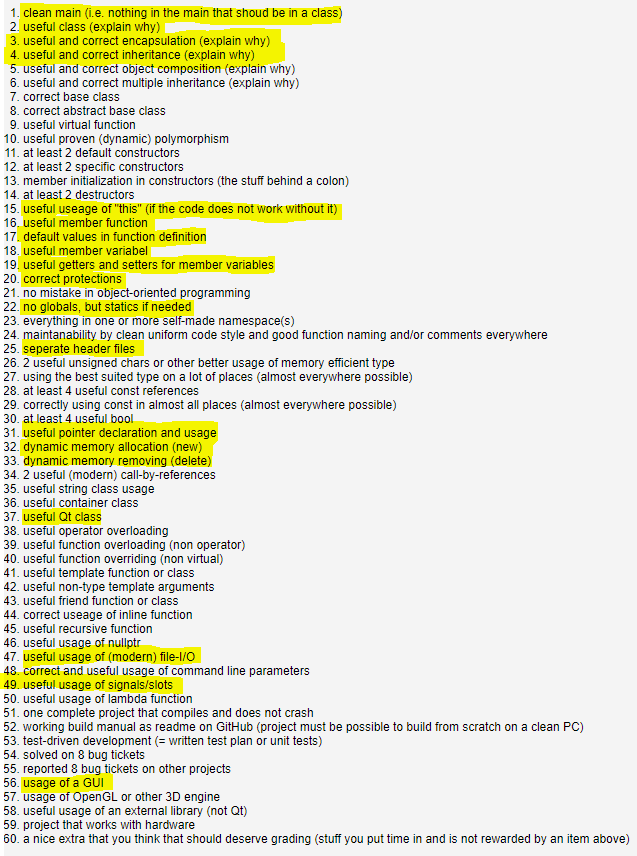 1. clean main (i.e. nothing in the main that shoud be in a class)
2. useful class (explain why)
3. useful and correct encapsulation (explain why)
4. useful and correct inheritance (explain why)
5. useful and correct object composition (explain why)
6. useful and correct multiple inheritance (explain why)
7. correct base class
8. correct abstract base class
9. useful virtual function
10. useful proven (dynamic) polymorphism
11. at least 2 default constructors
12. at least 2 specific constructors
13. member initialization in constructors (the stuff behind a colon)
14. at least 2 destructors
15. useful useage of "this" (if the code does not work without it)
16. useful member function
17. default values in function definition
18. useful member variabel
19. useful getters and setters for member variables
20. correct protections
21. no mistake in object-oriented programming
22. no globals, but statics if needed
23. everything in one or more self-made namespace(s)
24. maintanability by clean uniform code style and good function naming and/or comments everywhere
25. seperate header files
26. 2 useful unsigned chars or other better usage of memory efficient type
27. using the best suited type on a lot of places (almost everywhere possible)
28. at least 4 useful const references
29. correctly using const in almost all places (almost everywhere possible)
30. at least 4 useful bool
31. useful pointer declaration and usage
32. dynamic memory allocation (new)
33. dynamic memory removing (delete)
34. 2 useful (modern) call-by-references
35. useful string class usage
36. useful container class
37. useful Qt class
38. useful operator overloading
39. useful function overloading (non operator)
40. useful function overriding (non virtual)
41. useful template function or class
42. useful non-type template arguments
43. useful friend function or class
44. correct useage of inline function
45. useful recursive function
46. useful usage of nullptr
47. useful usage of (modern) file-I/O
48. correct and useful usage of command line parameters
49. useful usage of signals/slots
50. useful usage of lambda function
51. one complete project that compiles and does not crash
52. working build manual as readme on GitHub (project must be possible to build from scratch on a clean PC)
53. test-driven development (= written test plan or unit tests)
54. solved on 8 bug tickets
55. reported 8 bug tickets on other projects
56. usage of a GUI
57. usage of OpenGL or other 3D engine
58. useful usage of an external library (not Qt)
59. project that works with hardware
60. a nice extra that you think that should deserve grading (stuff you put time in and is not rewarded by an item above)